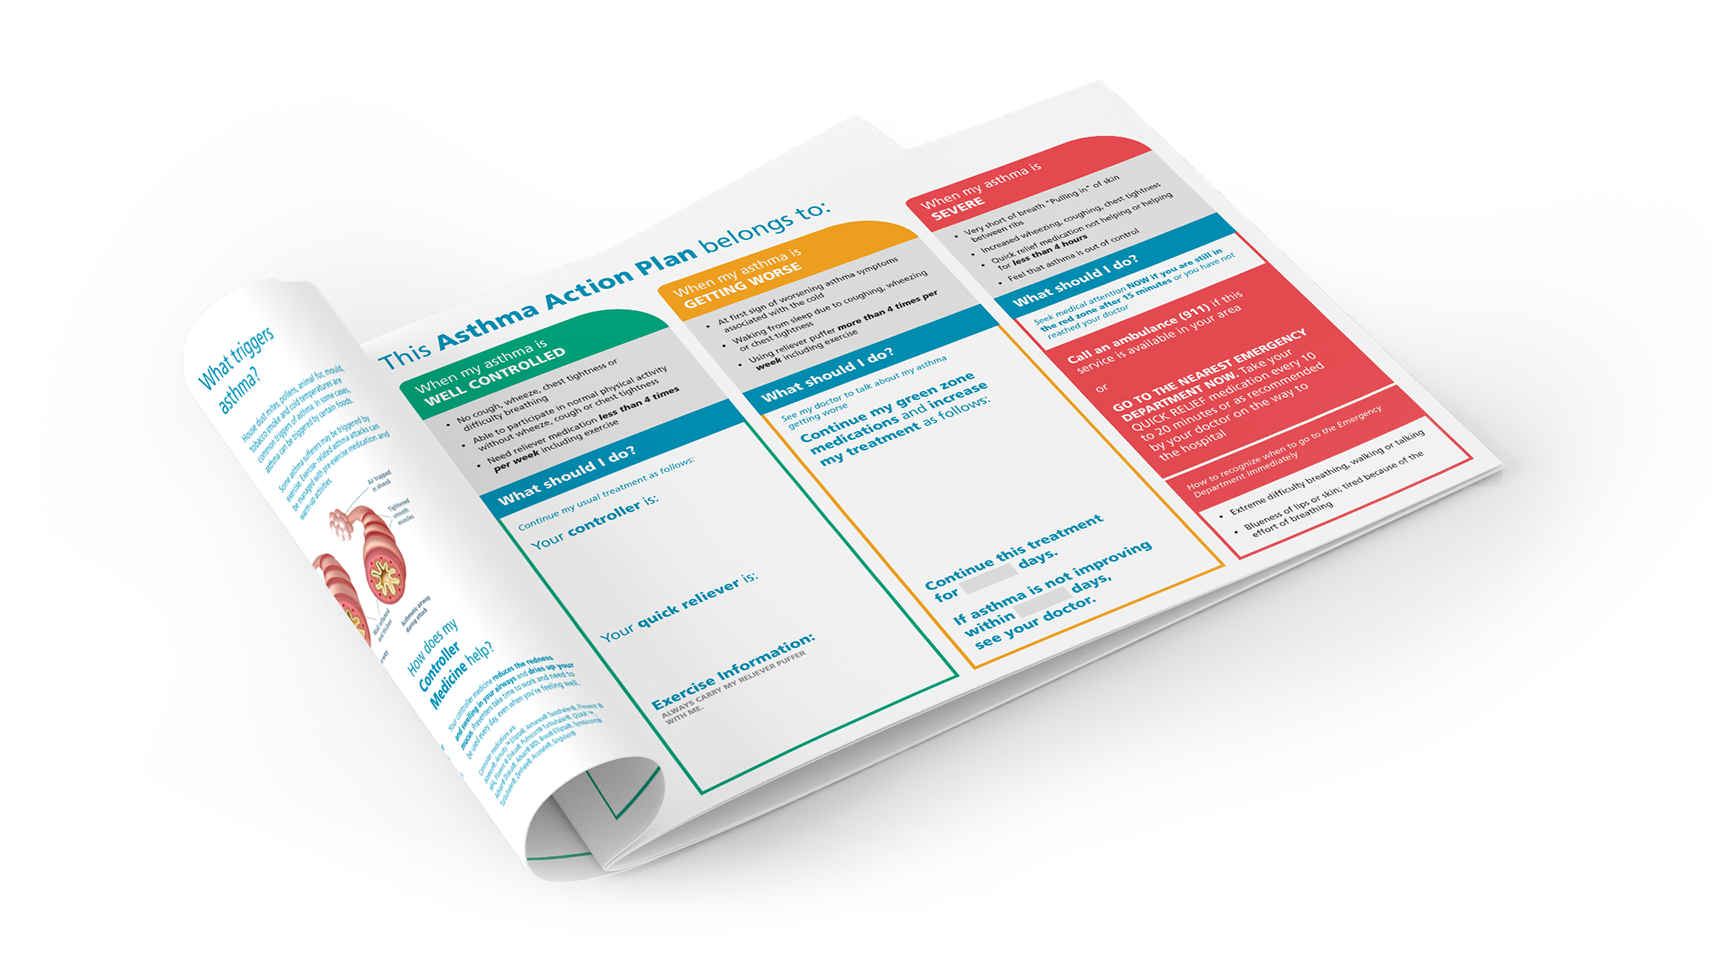 What triggers
asthma?
House dust mites, pollens, animal fur, mould,
tobacco smoke and cold temperatures are
common triggers of asthma. In some cases,
asthma can be triggered by certain foods.
Some asthma sufferers may be triggered by
exercise. Exercise-related asthma attacks can
be managed with pre-exercise medication and
warm-up activities.
Air trapped
in alveoli
Tightened
smooth
muscles
Wall inflamed
and thicken
Asthmatic airway
during attack
How does my
Controller
Medicine help?
Your controller medicine reduces the redness
and swelling in your airways and dries up your
mucus. Preventers take time to work and need to
be used every day, even when you're feeling well.
Controller medications are:
This Asthma Action Plan belongs to:
When my asthma is
WELL CONTROLLED
• No cough, wheeze, chest tightness or
difficulty breathing
• Able to participate in normal physical activity
without wheeze, cough or chest tightness
• Need reliever medication less than 4 times
per week including exercise
What should I do?
Continue my usual treatment as follows:
Your controller is:
Your quick reliever is:
Exercise Information:
ALWAYS CARRY MY RELIEVER PUFFER
WITH ME.
When my asthma is
GETTING WORSE
• At first sign of worsening asthma symptoms
associated with the cold
• Waking from sleep due to coughing, wheezing
or chest tightness
• Using reliever puffer more than 4 times per
week including exercise
What should I do?
See my doctor to talk about my asthma
getting worse
Continue my green zone
medications and increase
my treatment as follows:
Continue this treatment
for days.
If asthma is not improving
within days,
see your doctor.
When my asthma is
SEVERE
• Very short of breath "Pulling in" of skin
between ribs
• Increased wheezing, coughing, chest tightness
• Quick relief medication not helping or helping
for less than 4 hours
• Feel that asthma is out of control
What should I do?
Seek medical attention NOW if you are still in
the red zone after 15 minutes or you have not
reached your doctor
Call an ambulance (911) if this
service is available in your area
or
GO TO THE NEAREST EMERGENCY
DEPARTMENT NOW. Take your
QUICK RELIEF medication every 10
to 20 minutes or as recommended
by your doctor on the way to
the hospital
How to recognize when to go to the Emergency
Department immediately
• Extreme difficulty breathing, walking or talking
• Blueness of lips or skin; tired because of the
effort of breathing